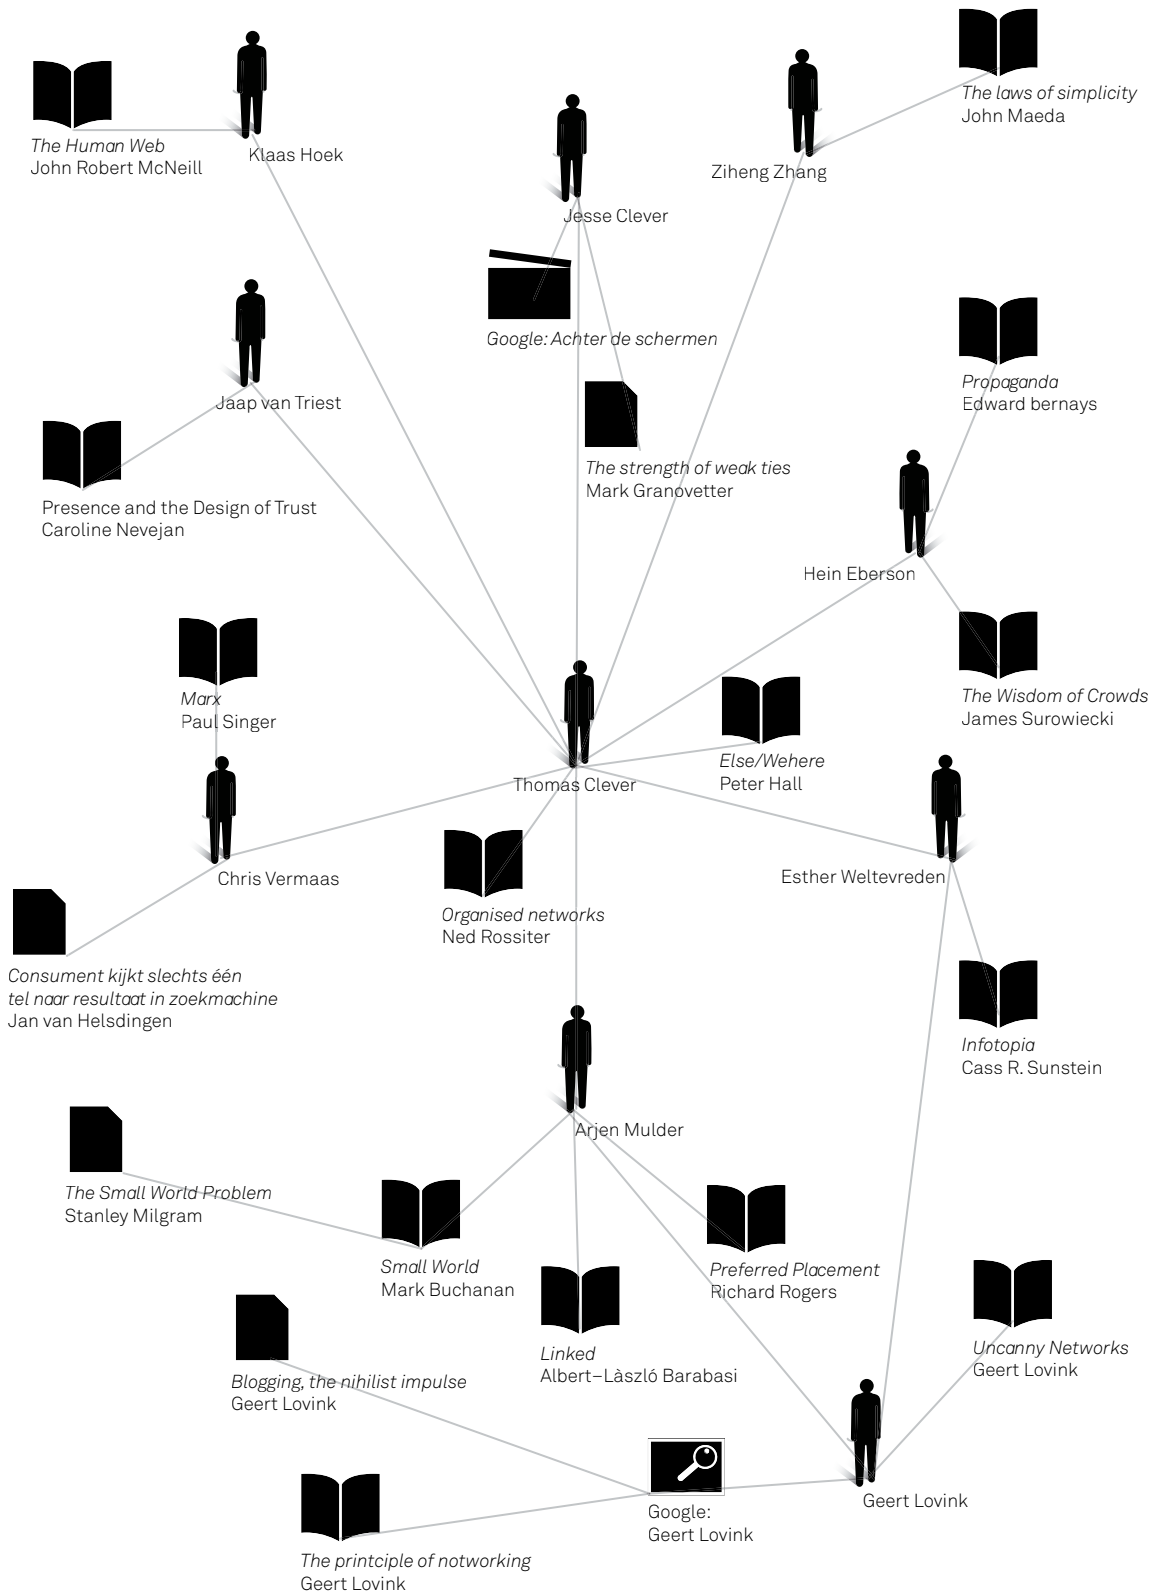 The laws of simplicity
John Maeda
The Human Web
John Robert McNeill
Klaas Hoek
Ziheng Zhang
Jesse Clever
Google: Achter de schermen
Propaganda
Edward bernays
Jaap van Triest
The strength of weak ties
Mark Granovetter
Presence and the Design of Trust
Caroline Nevejan
Hein Eberson
Marx
Paul Singer
The Wisdom of Crowds
James Surowiecki
Else/Wehere
Peter Hall
Thomas Clever
Chris Vermaas
Esther Weltevreden
Organised networks
Ned Rossiter
Consument kijkt slechts één
tel naar resultaat in zoekmachine
Jan van Helsdingen
Infotopia
Cass R. Sunstein
Arjen Mulder
The Small World Problem
Stanley Milgram
Small World
Mark Buchanan
Preferred Placement
Richard Rogers
Linked
Albert–Làszló Barabasi
Uncanny Networks
Geert Lovink
Blogging, the nihilist impulse
Geert Lovink
Geert Lovink
Google:
Geert Lovink
The printciple of notworking
Geert Lovink